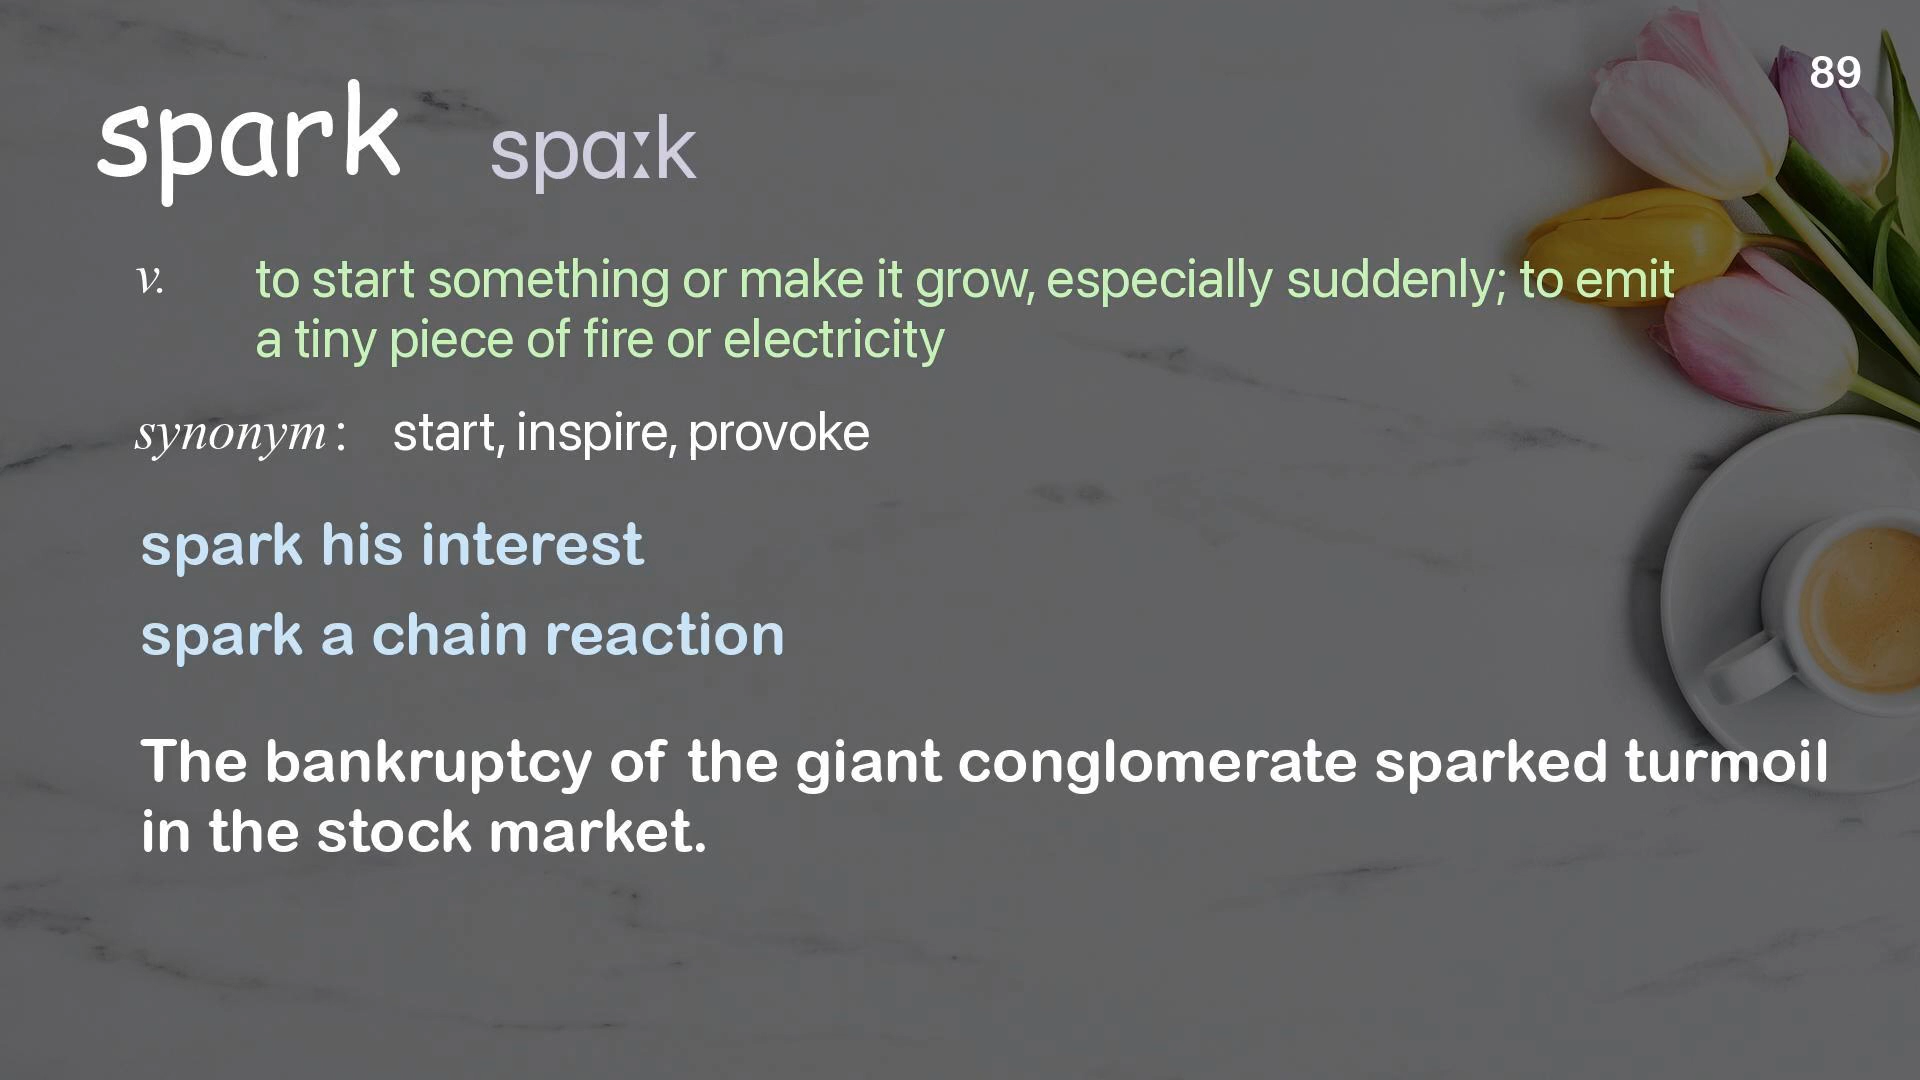 89
spark spɑːk
v. to start something or make it grow, especially suddenly; to emit
a tiny piece of fire or electricity
synonym : start, inspire, provoke
spark his interest
spark a chain reaction
The bankruptcy of the giant conglomerate sparked turmoil
in the stock market.